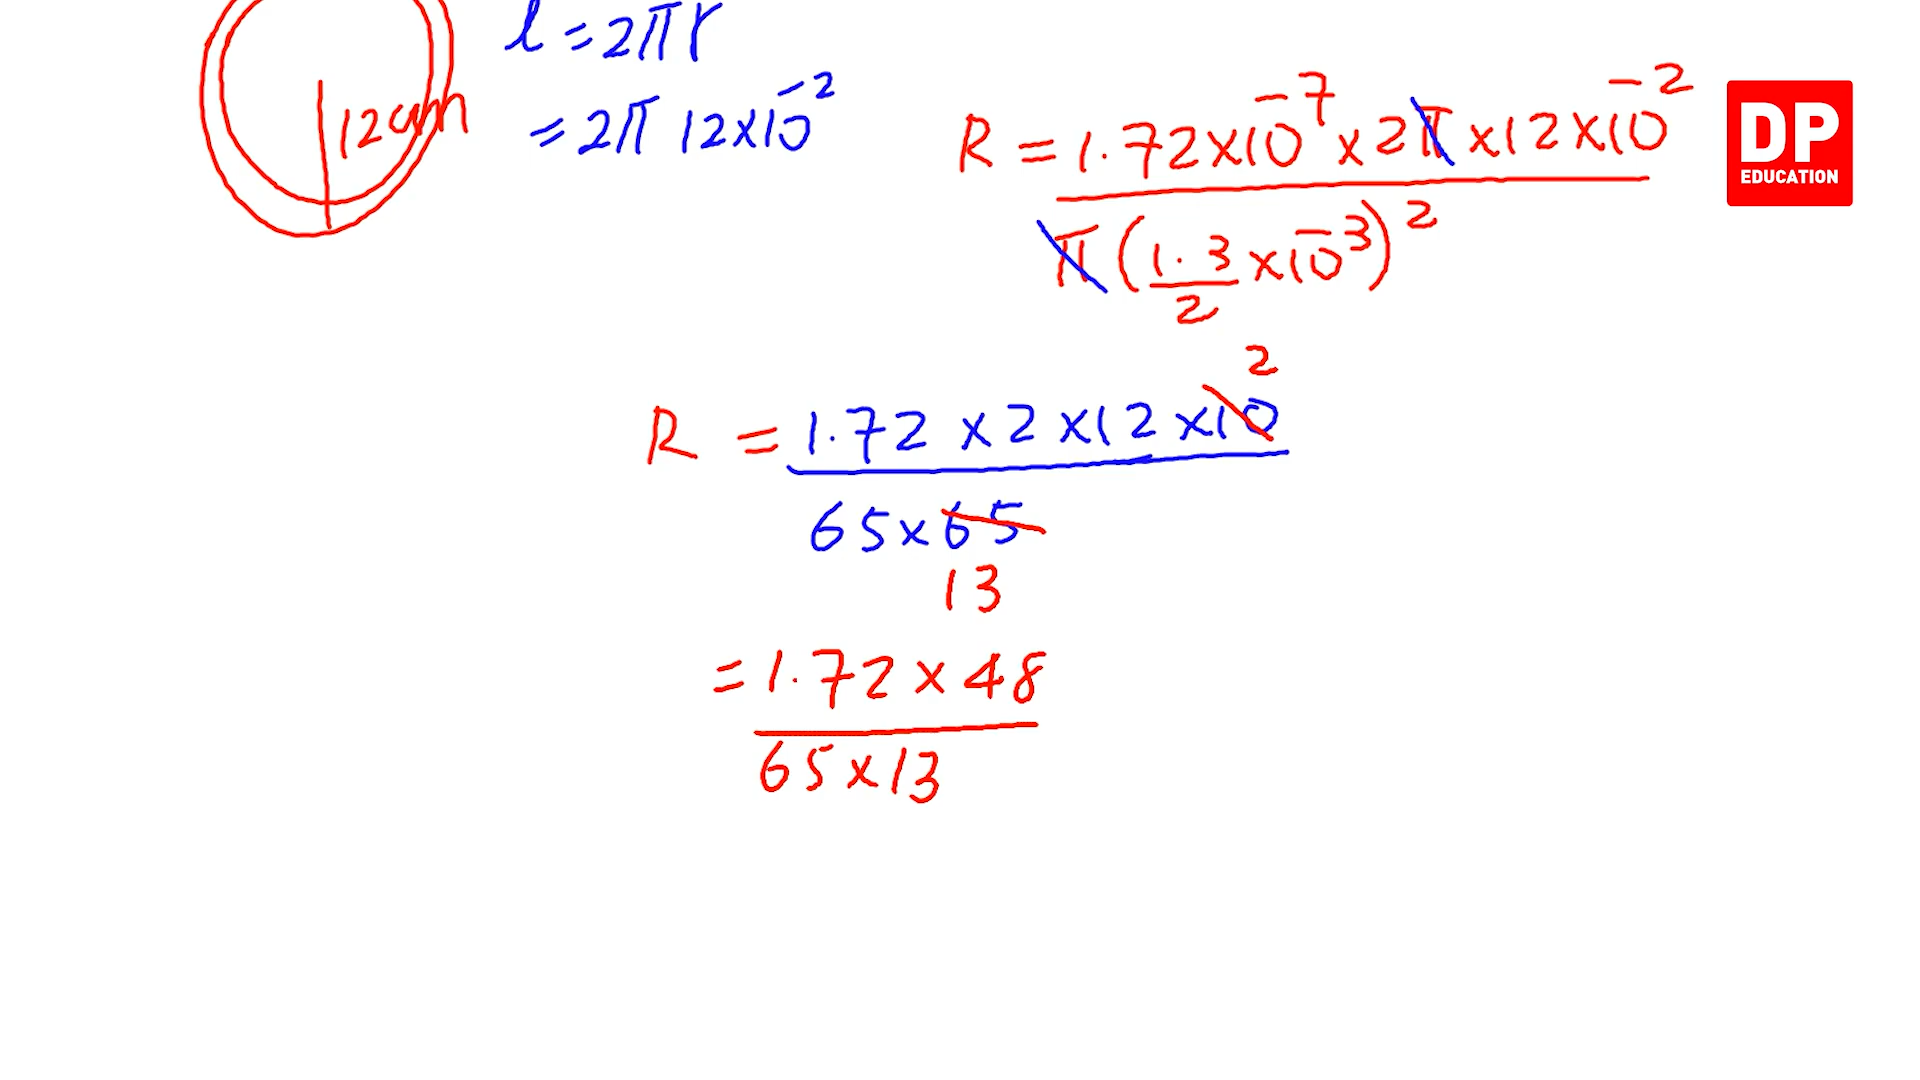 l = 2πr
12cm
= 2π 12×10⁻²
R = 1.72×10⁻⁷ × 2π × 12×10⁻²
π (1.3/2 ×10⁻³)²
DP
EDUCATION
2
R = 1.72 × 2 × 12 × 10
65 × 65
13
= 1.72 × 48
65 × 13